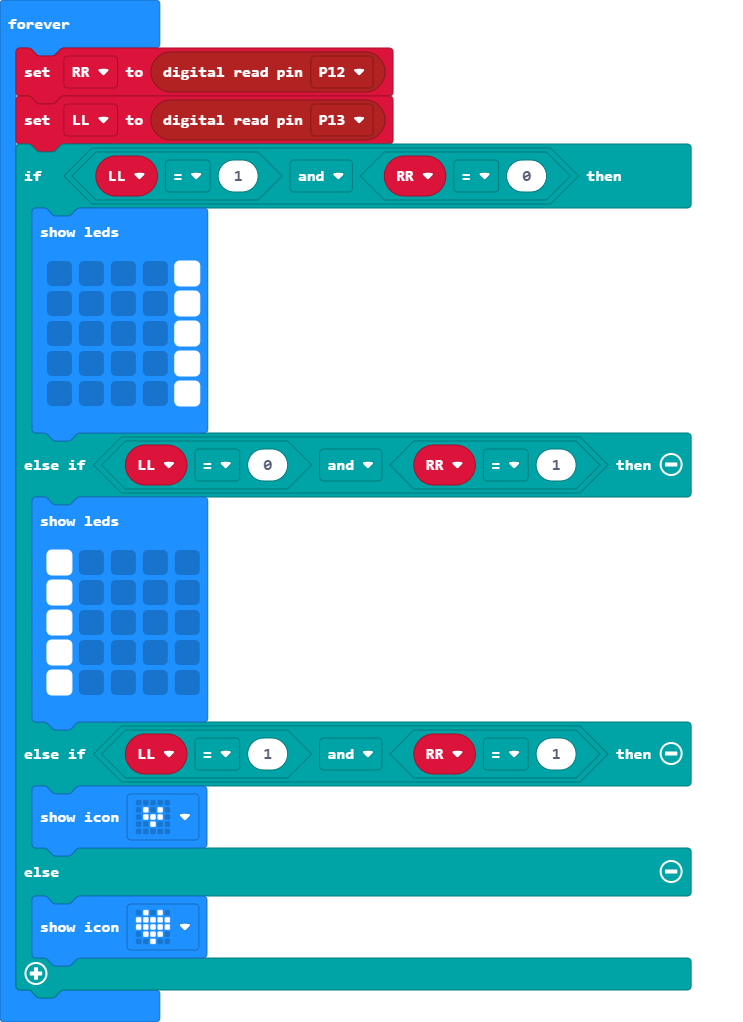 forever
set RR to digital read pin P12
set LL to digital read pin P13
if LL = 1 and RR = 0 then
show leds
else if LL = 0 and RR = 1 then
show leds
else if LL = 1 and RR = 1 then
show icon
else
show icon